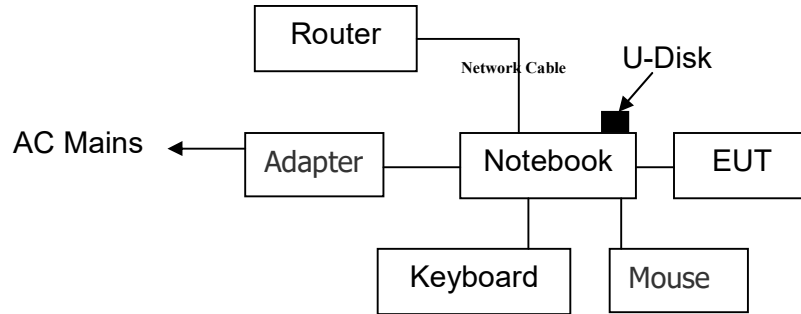 Router
Network Cable
U-Disk
AC Mains
Adapter
Notebook
EUT
Keyboard
Mouse